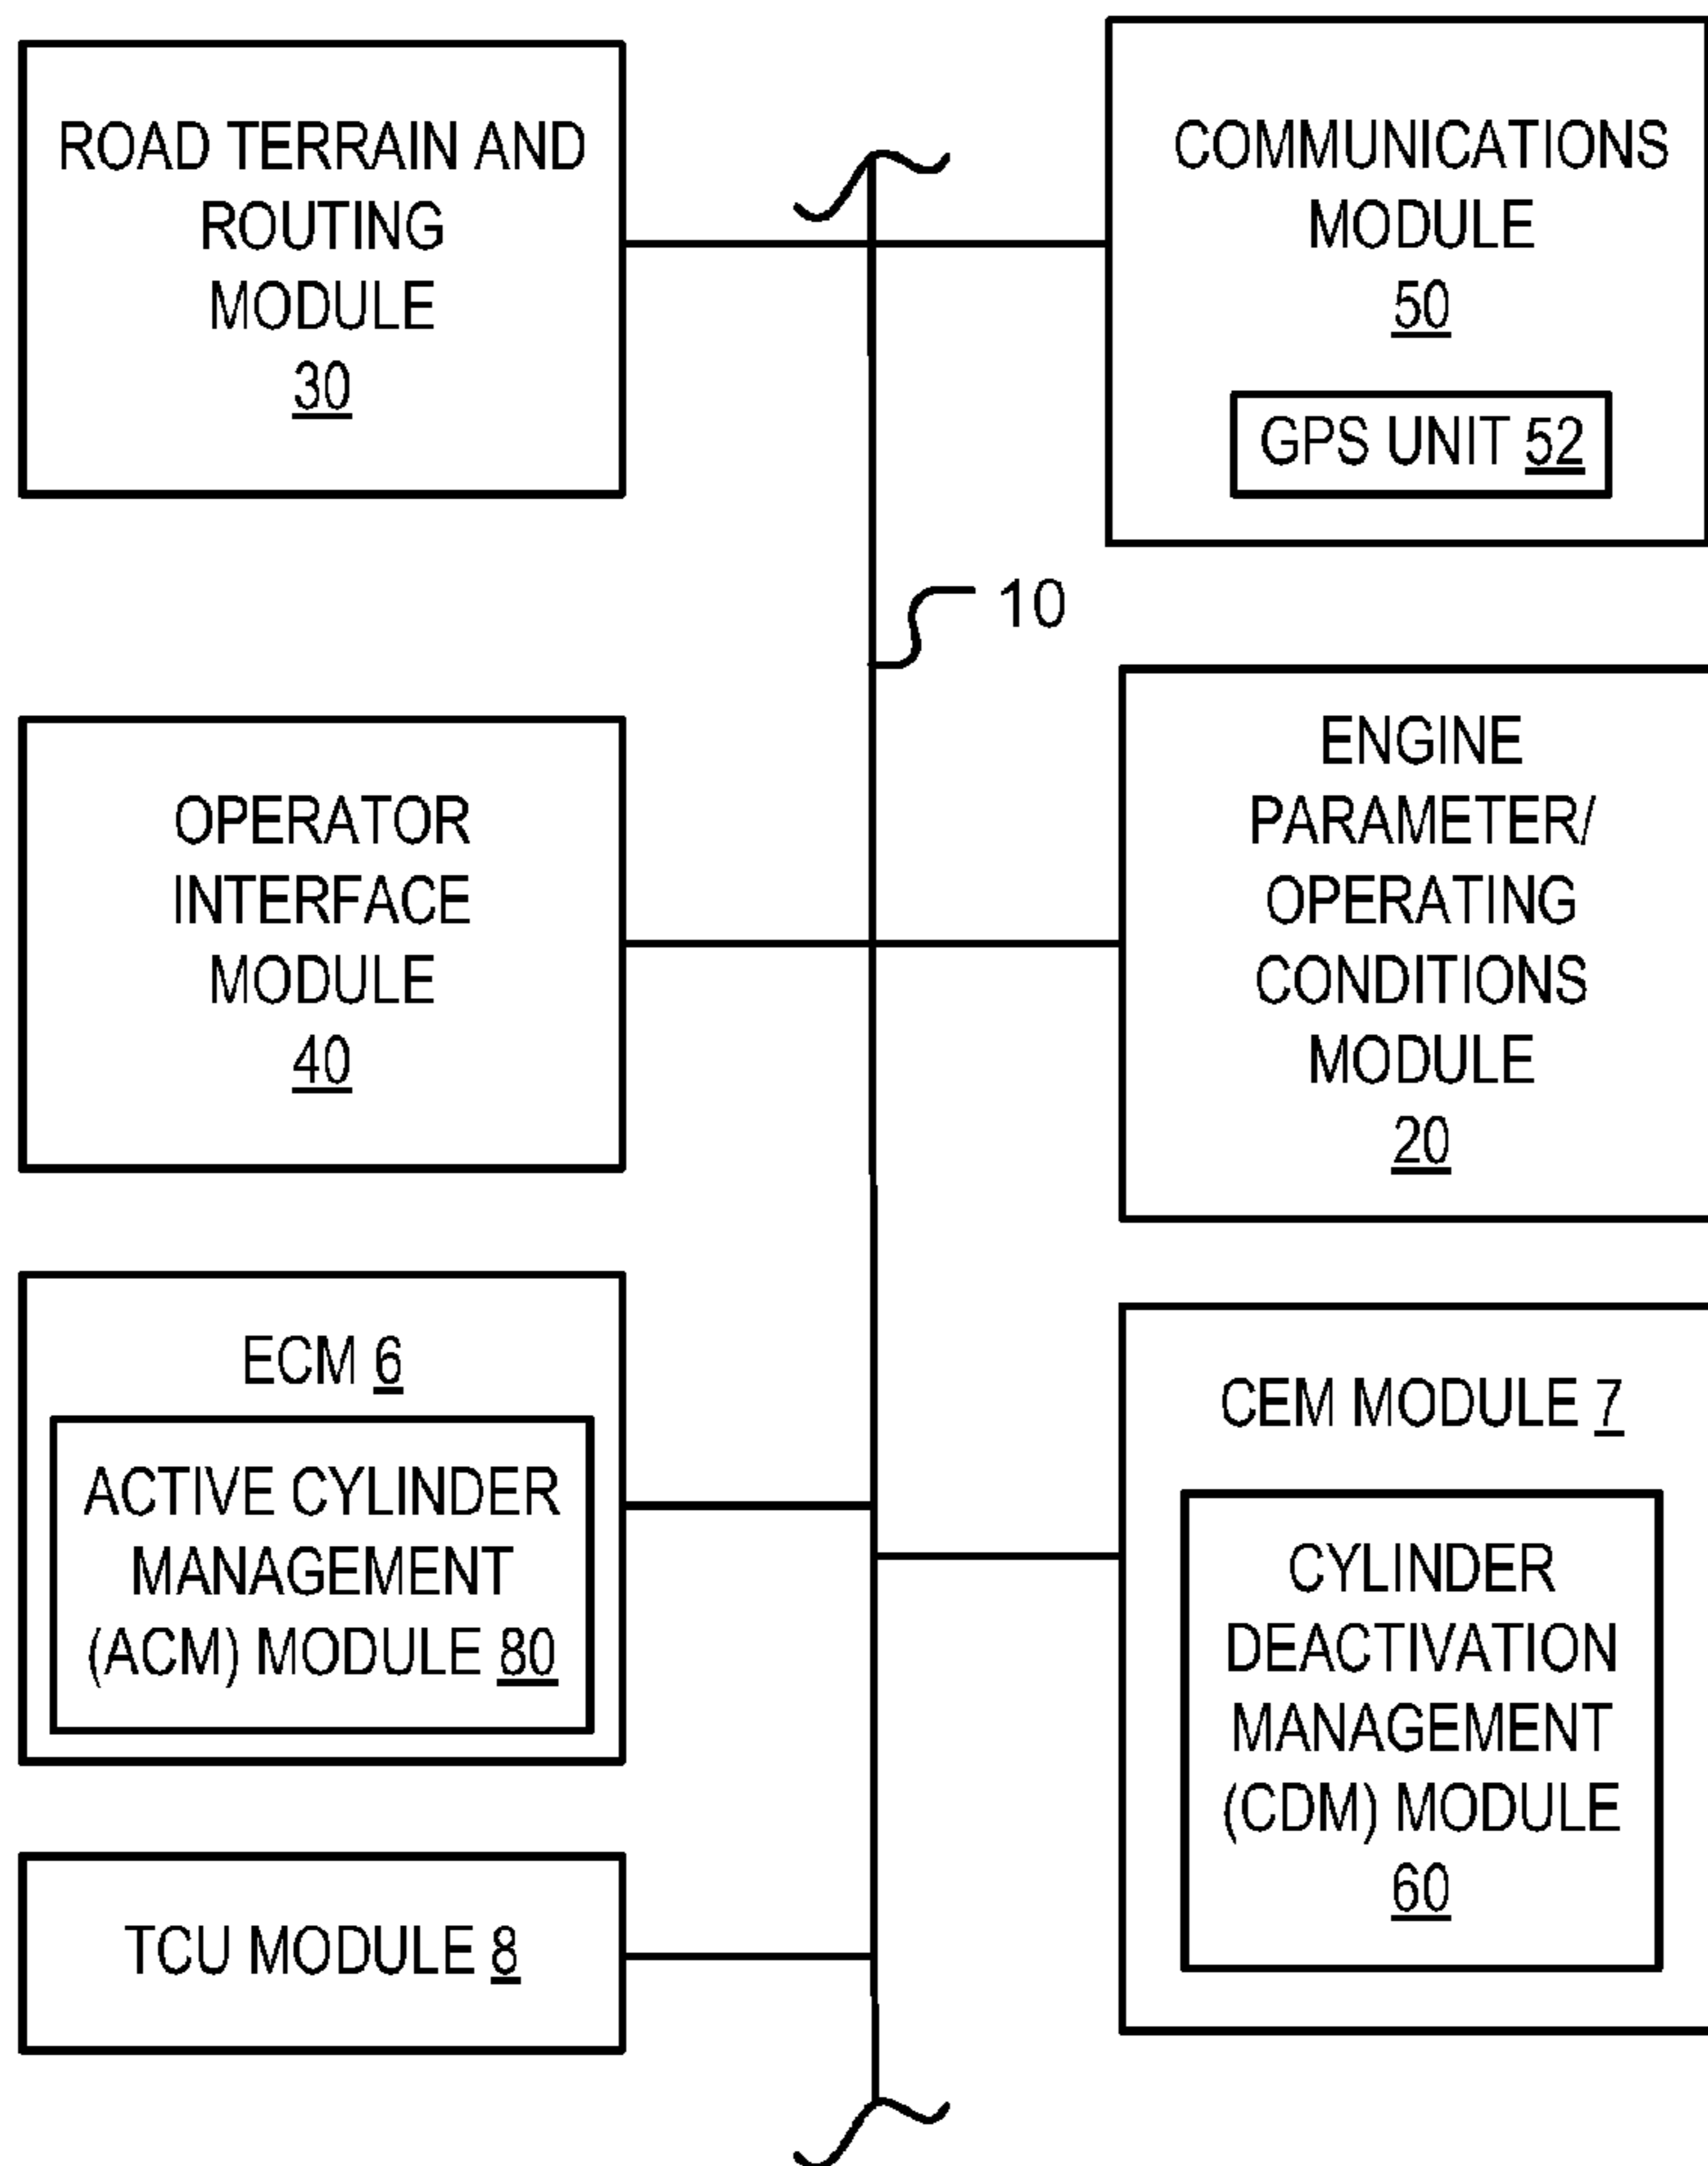 ROAD TERRAIN AND
ROUTING
MODULE
30
COMMUNICATIONS
MODULE
50
GPS UNIT 52
10
OPERATOR
INTERFACE
MODULE
40
ENGINE
PARAMETER/
OPERATING
CONDITIONS
MODULE
20
ECM 6
ACTIVE CYLINDER
MANAGEMENT
(ACM) MODULE 80
CEM MODULE 7
CYLINDER
DEACTIVATION
MANAGEMENT
(CDM) MODULE
60
TCU MODULE 8